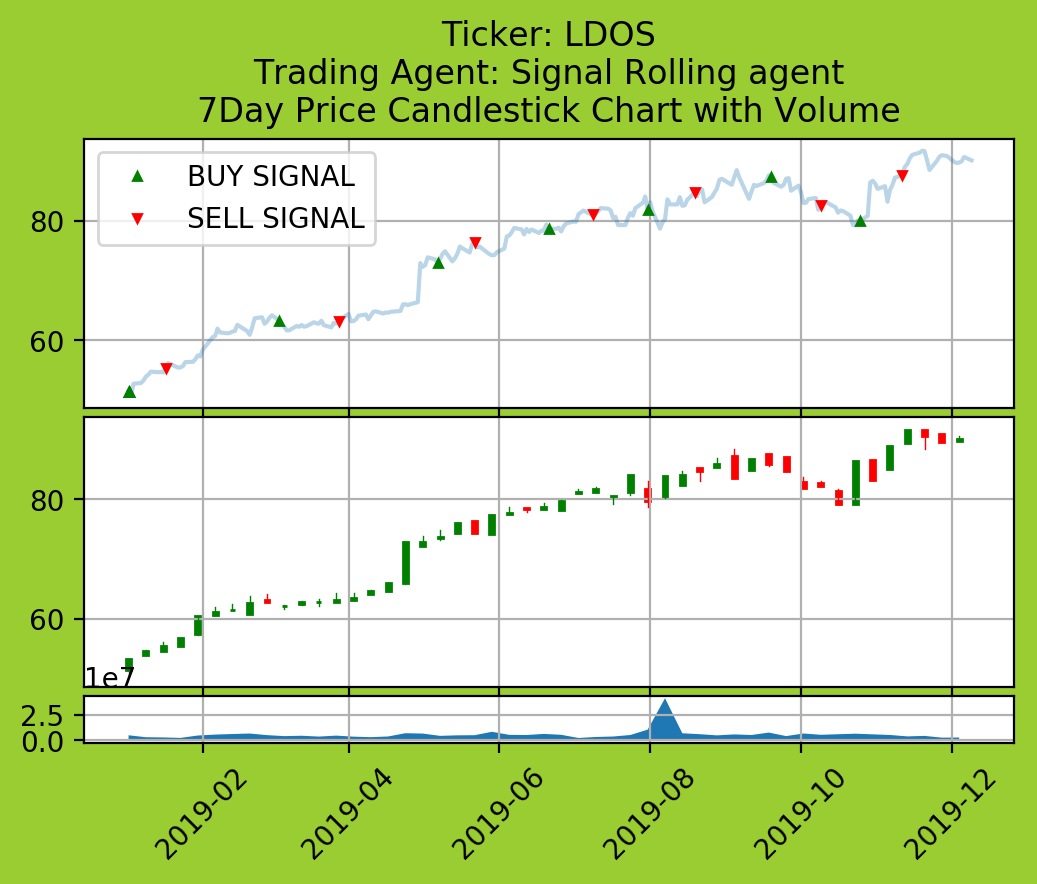 Ticker: LDOS
Trading Agent: Signal Rolling agent
7Day Price Candlestick Chart with Volume
BUY SIGNAL
SELL SIGNAL
80
60
80
60
1e7
2.5
0.0
2019-02
2019-04
2019-06
2019-08
2019-10
2019-12